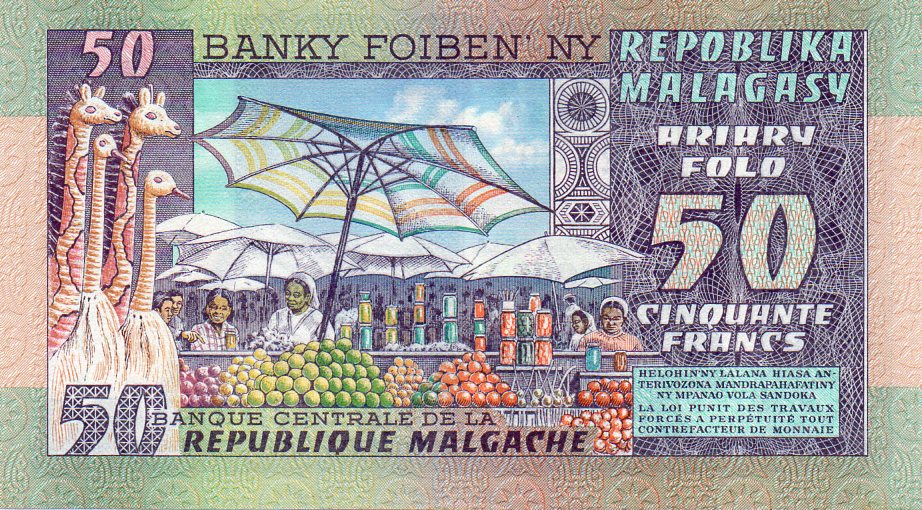 50
BANKY FOIBEN' NY
REPOBLIKA
MALAGASY
ARIARY
FOLO
50
CINQUANTE
FRANCS
HELOHIN'NY LALANA HIASA AN-
TERIVOZONA MANDRAPAHAFATINY
NY MPANAO VOLA SANDOKA
LA LOI PUNIT DES TRAVAUX
FORCÉS A PERPÉTUITÉ TOUT
CONTREFACTEUR DE MONNAIE
50
BANQUE CENTRALE DE LA
REPUBLIQUE MALGACHE